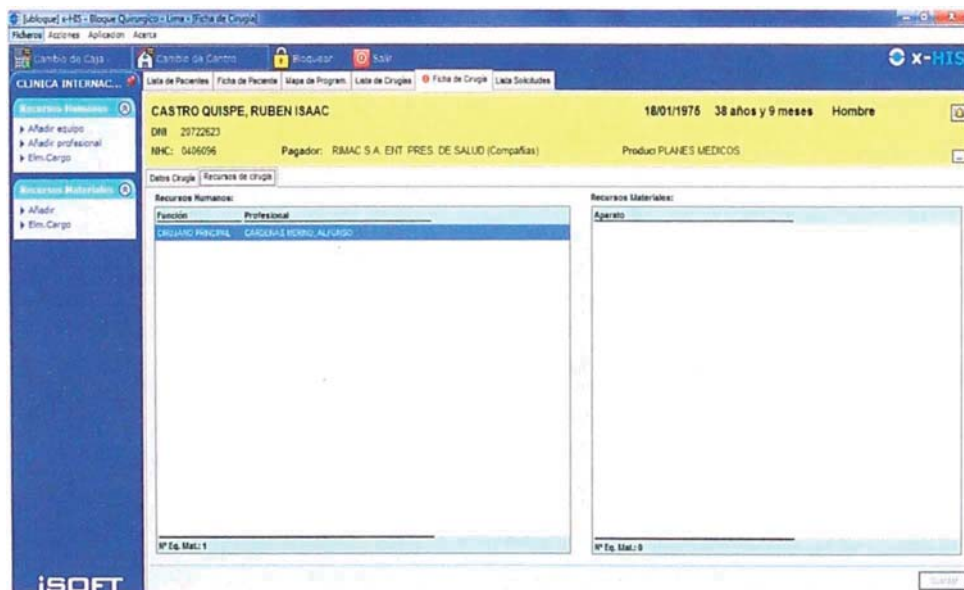 [ubloque] x-HIS - Bloque Quirurgico - Lima - [Ficha de Cirugia]
Ficheros Acciones Aplicacion Acerca
Cambio de Caja Cambio de Centro Bloquear Salir x-HIS
CLINICA INTERNAC...
Lista de Pacientes Ficha de Paciente Mapa de Program. Lista de Cirugias Ficha de Cirugia Lista Solicitudes
Recursos Humanos
Añadir equipo
Añadir profesional
Elm.Cargo
Recursos Materiales
Añadir
Elm.Cargo
CASTRO QUISPE, RUBEN ISAAC 18/01/1975 38 años y 9 meses Hombre
DNI 20722623
NHC: 0406096 Pagador: RIMAC S.A. ENT. PRES. DE SALUD (Compañias) Product PLANES MEDICOS
Datos Cirugía Recursos de cirugía
Recursos Humanos: Recursos Materiales:
Función Profesional Aparato
CIRUJANO PRINCIPAL CARDENAS MERINO, ALFONSO
Nº Eq. Mat.: 1 Nº Eq. Mat.: 0
iSOFT Guardar